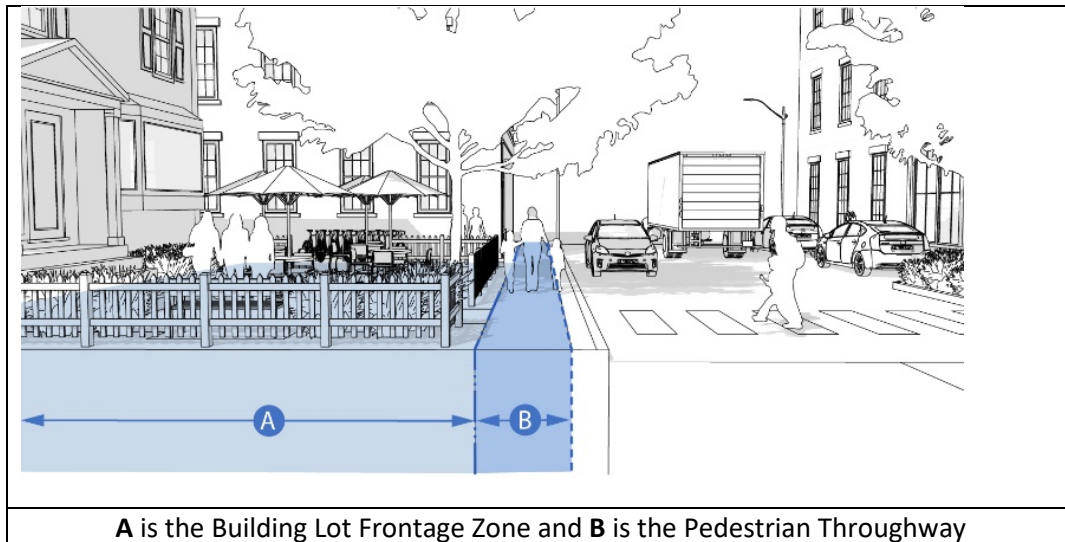 A
B
A is the Building Lot Frontage Zone and B is the Pedestrian Throughway